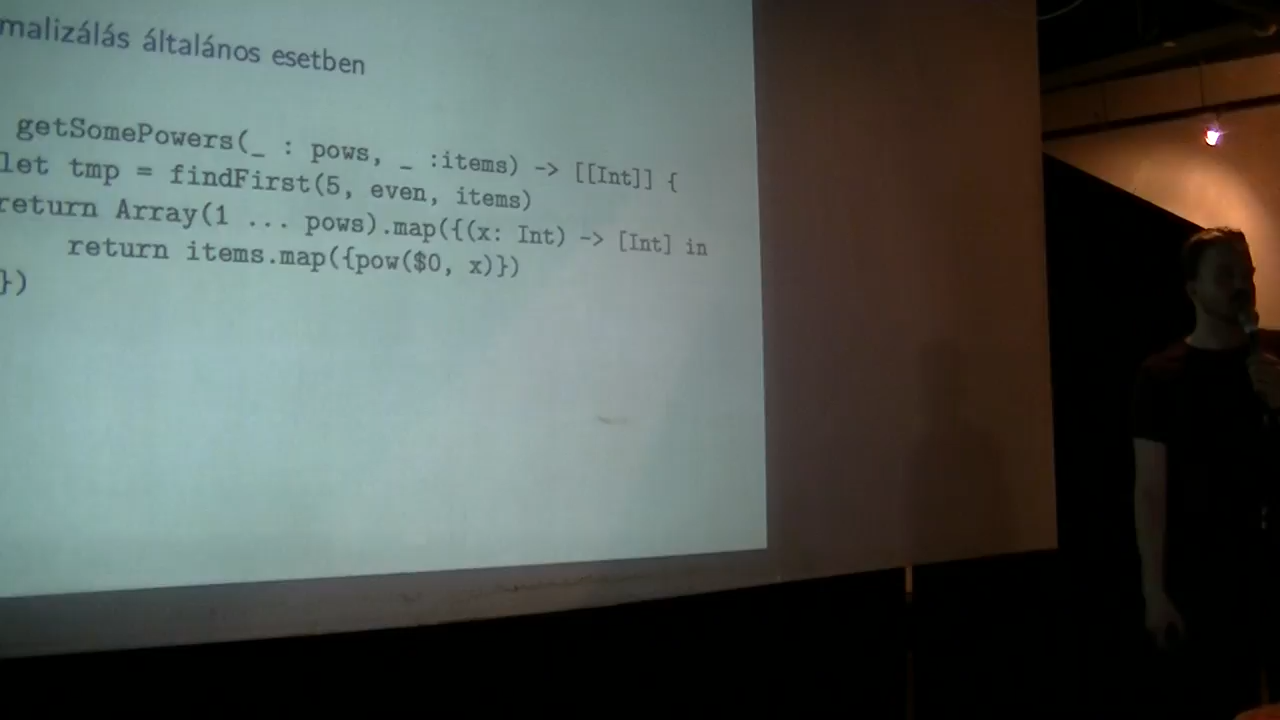 malizálás általános esetben
getSomePowers(_ : pows, _ :items) -> [[Int]] {
let tmp = findFirst(5, even, items)
return Array(1 ... pows).map({(x: Int) -> [Int] in
return items.map({pow($0, x)})
})